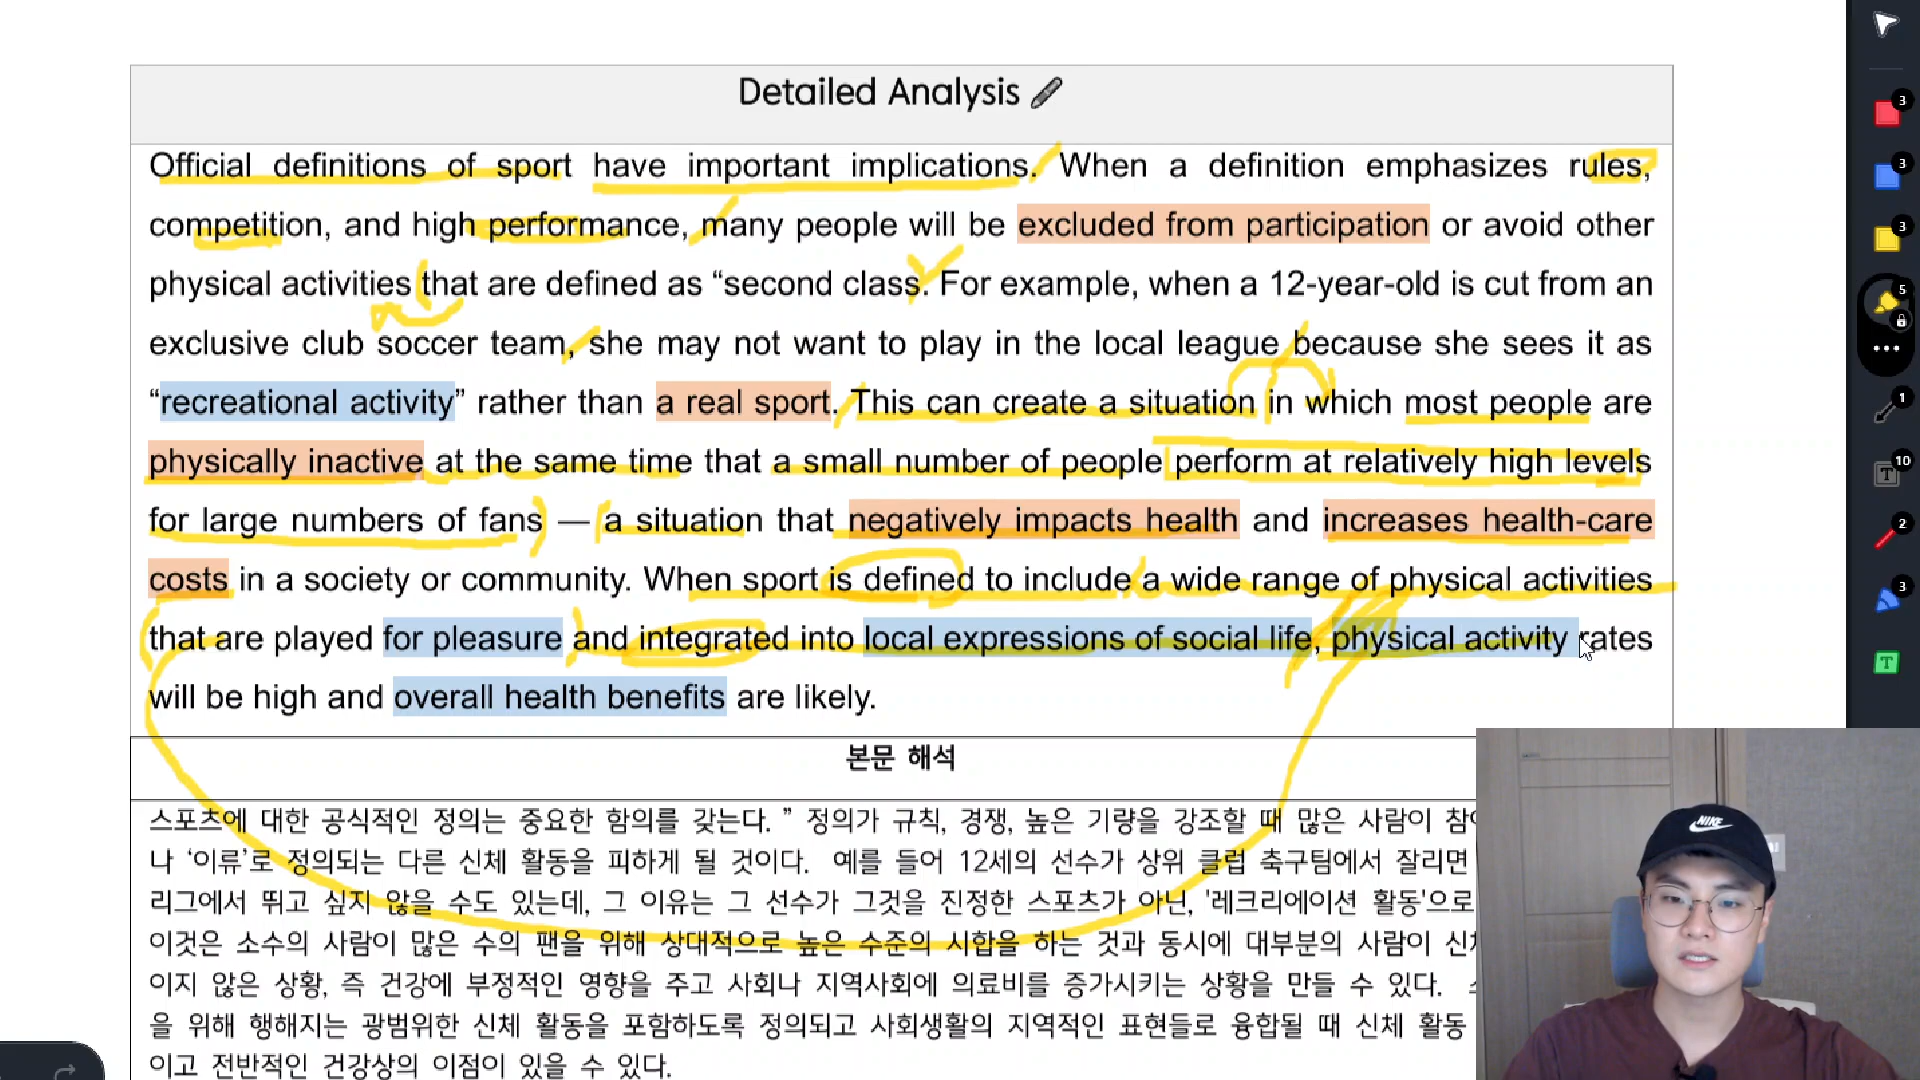 Detailed Analysis
Official definitions of sport have important implications. When a definition emphasizes rules,
competition, and high performance, many people will be excluded from participation or avoid other
physical activities that are defined as “second class. For example, when a 12-year-old is cut from an
exclusive club soccer team, she may not want to play in the local league because she sees it as
“recreational activity” rather than a real sport. This can create a situation in which most people are
physically inactive at the same time that a small number of people perform at relatively high levels
for large numbers of fans — a situation that negatively impacts health and increases health-care
costs in a society or community. When sport is defined to include a wide range of physical activities
that are played for pleasure and integrated into local expressions of social life, physical activity rates
will be high and overall health benefits are likely.
본문 해석
스포츠에 대한 공식적인 정의는 중요한 함의를 갖는다. ” 정의가 규칙, 경쟁, 높은 기량을 강조할 때 많은 사람이
나 ‘이류’로 정의되는 다른 신체 활동을 피하게 될 것이다. 예를 들어 12세의 선수가 상위 클럽 축구팀에서 잘리면
리그에서 뛰고 싶지 않을 수도 있는데, 그 이유는 그 선수가 그것을 진정한 스포츠가 아닌, '레크리에이션 활동'으로
이것은 소수의 사람이 많은 수의 팬을 위해 상대적으로 높은 수준의 시합을 하는 것과 동시에 대부분의 사람이
이지 않은 상황, 즉 건강에 부정적인 영향을 주고 사회나 지역사회에 의료비를 증가시키는 상황을 만들 수 있다.
을 위해 행해지는 광범위한 신체 활동을 포함하도록 정의되고 사회생활의 지역적인 표현들로 융합될 때 신체 활동
이고 전반적인 건강상의 이점이 있을 수 있다.
3
3
3
5
1
10
T
2
3
T
NIKE